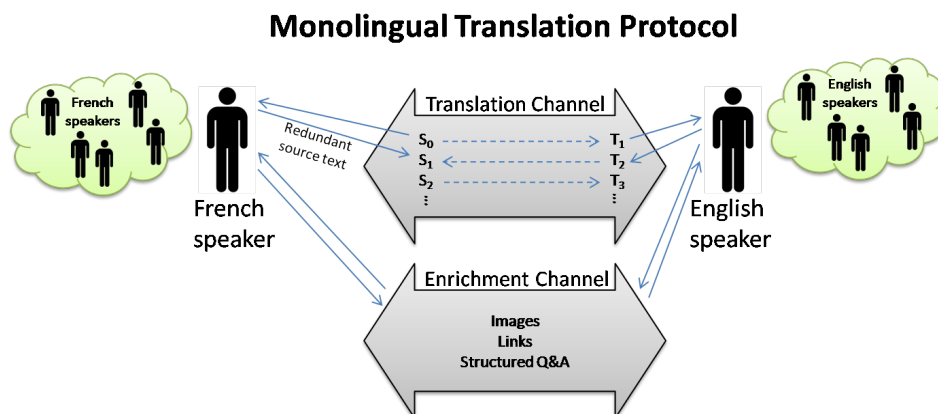 Monolingual Translation Protocol
French
speakers
English
speakers
Translation Channel
Redundant
source text
S₀ T₁
S₁ T₂
S₂ T₃
⋮ ⋮
French
speaker
English
speaker
Enrichment Channel
Images
Links
Structured Q&A